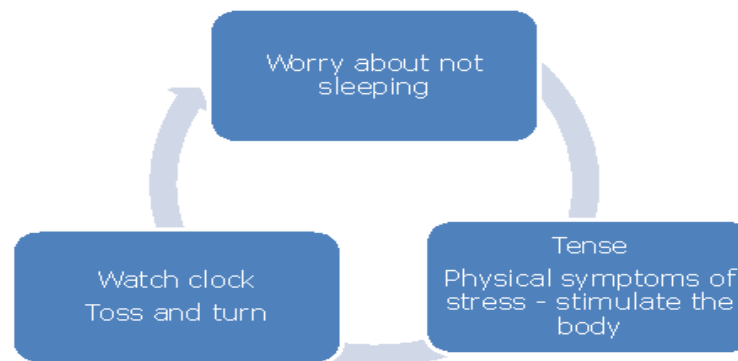 Worry about not
sleeping
Tense
Physical symptoms of
stress - stimulate the
body
Watch clock
Toss and turn